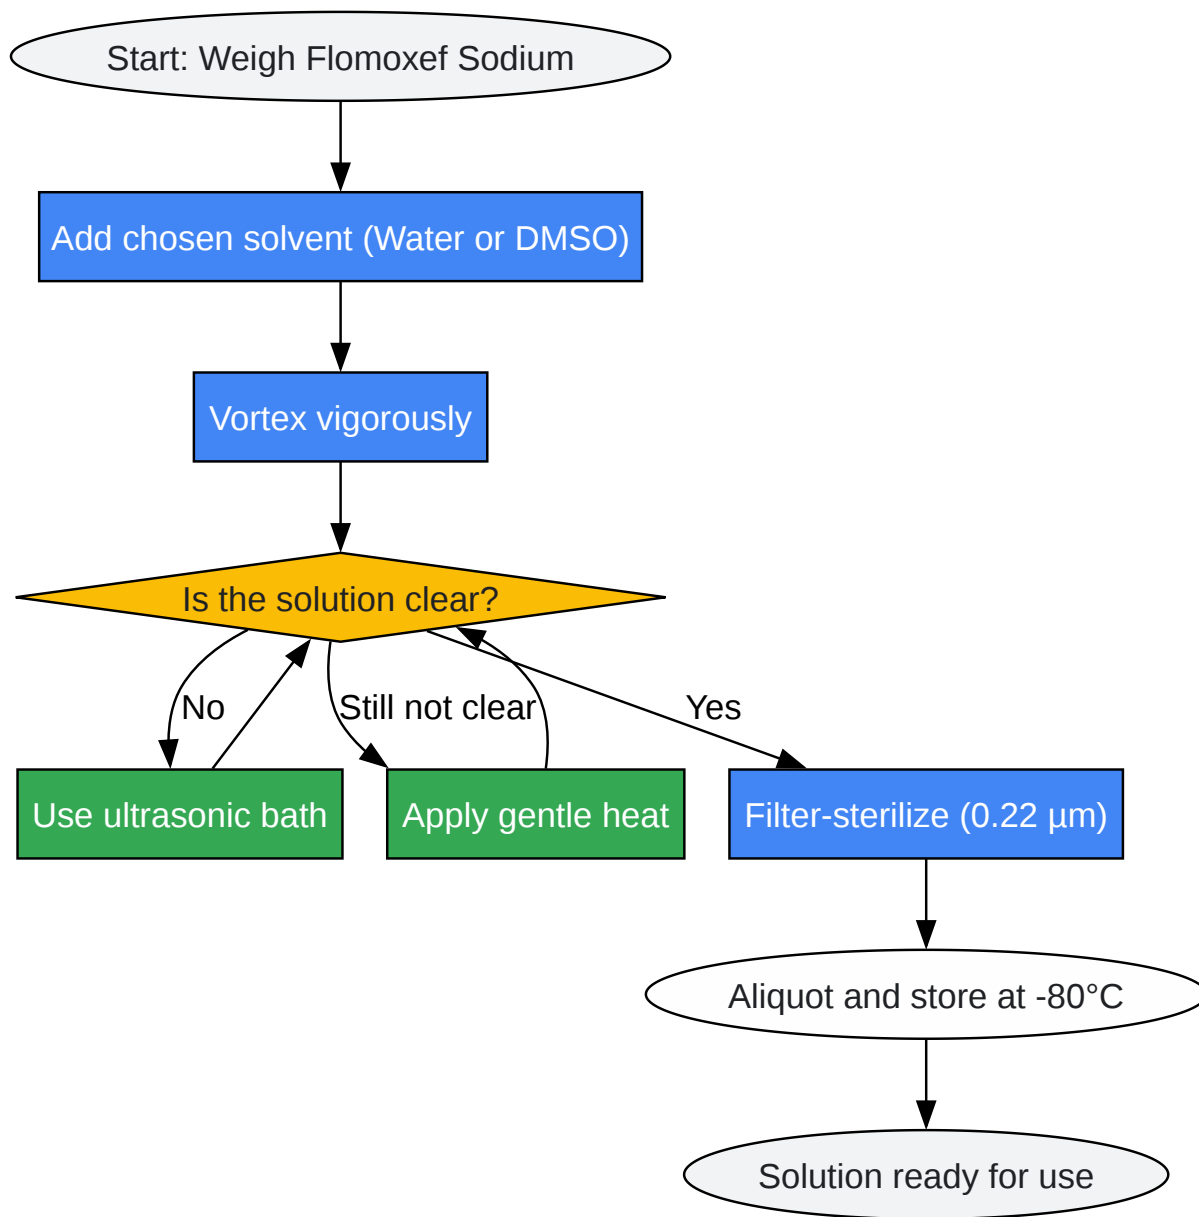 Start: Weigh Flomoxef Sodium
Add chosen solvent (Water or DMSO)
Vortex vigorously
Is the solution clear?
No
Still not clear
Yes
Use ultrasonic bath
Apply gentle heat
Filter-sterilize (0.22 µm)
Aliquot and store at -80°C
Solution ready for use